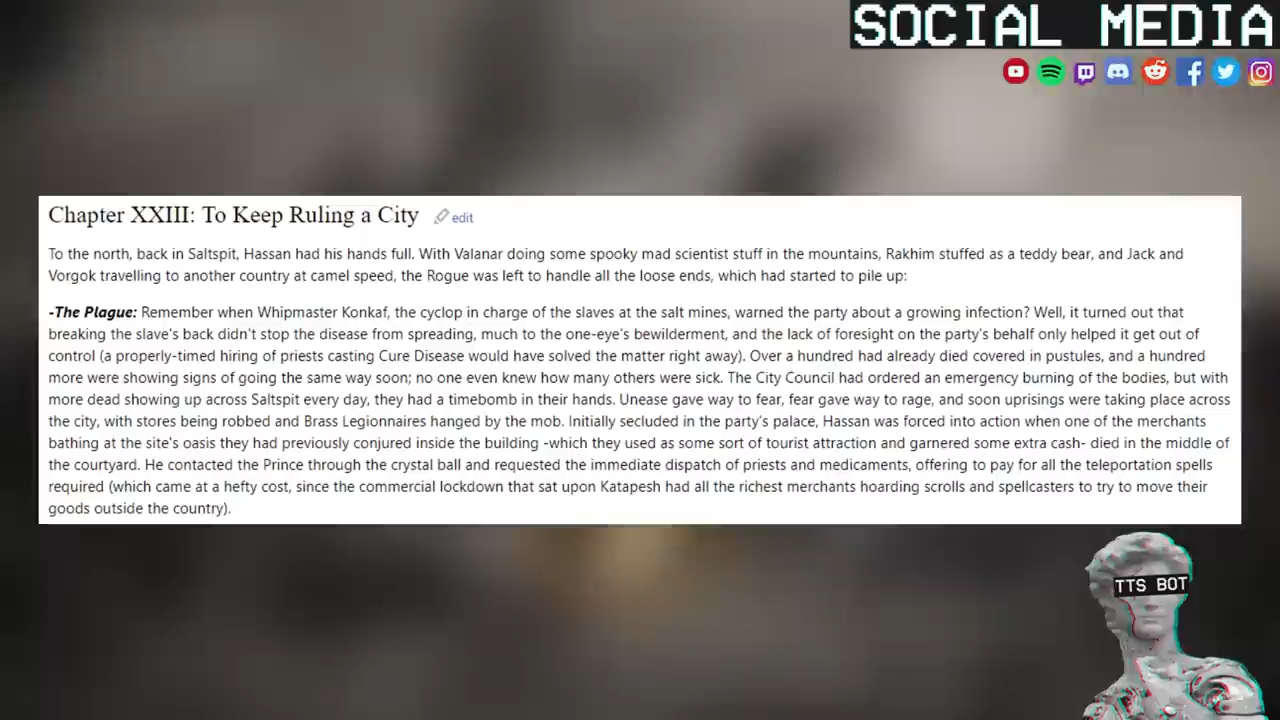 SOCIAL MEDIA
Chapter XXIII: To Keep Ruling a City edit
To the north, back in Saltspit, Hassan had his hands full. With Valanar doing some spooky mad scientist stuff in the mountains, Rakhim stuffed as a teddy bear, and Jack and
Vorgok travelling to another country at camel speed, the Rogue was left to handle all the loose ends, which had started to pile up:
-The Plague: Remember when Whipmaster Konkaf, the cyclop in charge of the slaves at the salt mines, warned the party about a growing infection? Well, it turned out that
breaking the slave's back didn't stop the disease from spreading, much to the one-eye's bewilderment, and the lack of foresight on the party's behalf only helped it get out of
control (a properly-timed hiring of priests casting Cure Disease would have solved the matter right away). Over a hundred had already died covered in pustules, and a hundred
more were showing signs of going the same way soon; no one even knew how many others were sick. The City Council had ordered an emergency burning of the bodies, but with
more dead showing up across Saltspit every day, they had a timebomb in their hands. Unease gave way to fear, fear gave way to rage, and soon uprisings were taking place across
the city, with stores being robbed and Brass Legionnaires hanged by the mob. Initially secluded in the party's palace, Hassan was forced into action when one of the merchants
bathing at the site's oasis they had previously conjured inside the building -which they used as some sort of tourist attraction and garnered some extra cash- died in the middle of
the courtyard. He contacted the Prince through the crystal ball and requested the immediate dispatch of priests and medicaments, offering to pay for all the teleportation spells
required (which came at a hefty cost, since the commercial lockdown that sat upon Katapesh had all the richest merchants hoarding scrolls and spellcasters to try to move their
goods outside the country).
TTS BOT